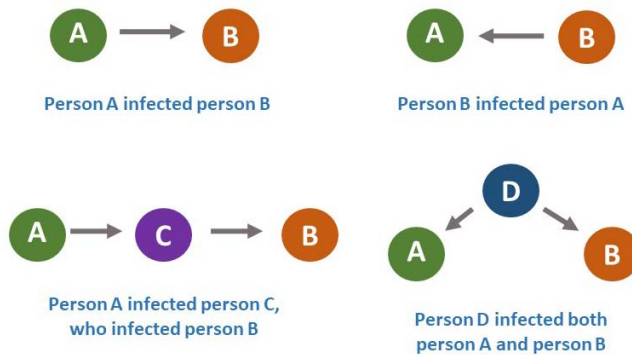 A
B
Person A infected person B
A
B
Person B infected person A
A
C
B
Person A infected person C,
who infected person B
D
A
B
Person D infected both
person A and person B